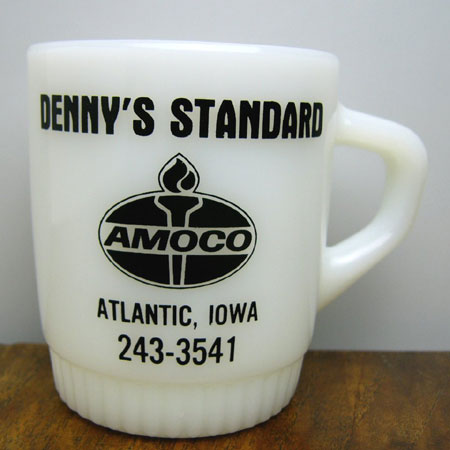 DENNY'S STANDARD
AMOCO
ATLANTIC, IOWA
243-3541